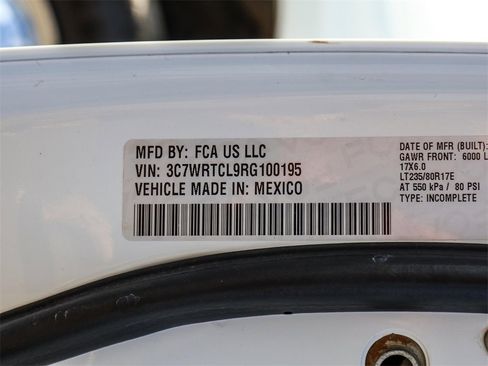 MFD BY: FCA US LLC
VIN: 3C7WRTCL9RG100195
VEHICLE MADE IN: MEXICO
DATE OF MFR (BUILT):
GAWR FRONT: 6000 L
17X6.0
LT235/80R17E
AT 550 kPa / 80 PSI
TYPE: INCOMPLETE